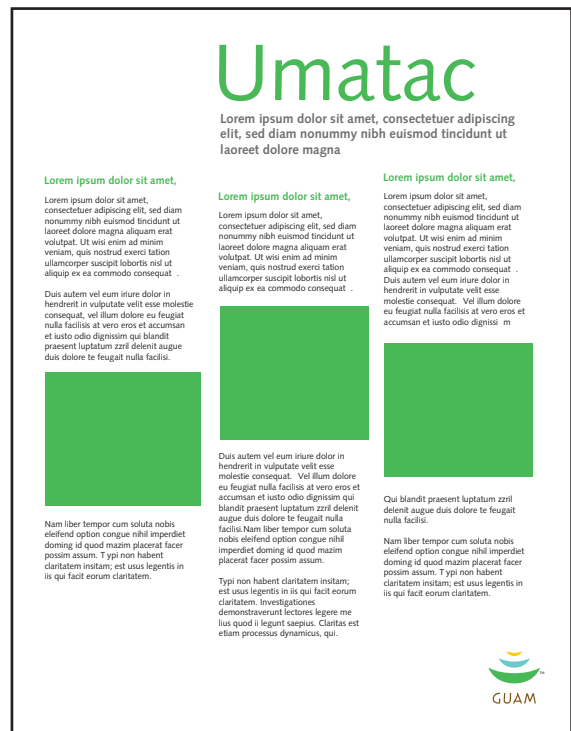 Umatac
Lorem ipsum dolor sit amet, consectetuer adipiscing
elit, sed diam nonummy nibh euismod tincidunt ut
laoreet dolore magna
Lorem ipsum dolor sit amet,
Lorem ipsum dolor sit amet,
consectetuer adipiscing elit, sed diam
nonummy nibh euismod tincidunt ut
laoreet dolore magna aliquam erat
volutpat. Ut wisi enim ad minim
veniam, quis nostrud exerci tation
ullamcorper suscipit lobortis nisl ut
aliquip ex ea commodo consequat .
Duis autem vel eum iriure dolor in
hendrerit in vulputate velit esse molestie
consequat, vel illum dolore eu feugiat
nulla facilisis at vero eros et accumsan
et iusto odio dignissim qui blandit
praesent luptatum zzril delenit augue
duis dolore te feugait nulla facilisi.
Nam liber tempor cum soluta nobis
eleifend option congue nihil imperdiet
doming id quod mazim placerat facer
possim assum. T ypi non habent
claritatem insitam; est usus legentis in
iis qui facit eorum claritatem.
Lorem ipsum dolor sit amet,
Lorem ipsum dolor sit amet,
consectetuer adipiscing elit, sed diam
nonummy nibh euismod tincidunt ut
laoreet dolore magna aliquam erat
volutpat. Ut wisi enim ad minim
veniam, quis nostrud exerci tation
ullamcorper suscipit lobortis nisl ut
aliquip ex ea commodo consequat .
Duis autem vel eum iriure dolor in
hendrerit in vulputate velit esse
molestie consequat. Vel illum dolore
eu feugiat nulla facilisis at vero eros et
accumsan et iusto odio dignissim qui
blandit praesent luptatum zzril delenit
augue duis dolore te feugait nulla
facilisi.Nam liber tempor cum soluta
nobis eleifend option congue nihil
imperdiet doming id quod mazim
placerat facer possim assum.
Typi non habent claritatem insitam;
est usus legentis in iis qui facit eorum
claritatem. Investigationes
demonstraverunt lectores legere me
lius quod ii legunt saepius. Claritas est
etiam processus dynamicus, qui.
Lorem ipsum dolor sit amet,
Lorem ipsum dolor sit amet,
consectetuer adipiscing elit, sed diam
nonummy nibh euismod tincidunt ut
laoreet dolore magna aliquam erat
volutpat. Ut wisi enim ad minim
veniam, quis nostrud exerci tation
ullamcorper suscipit lobortis nisl ut
aliquip ex ea commodo consequat .
Duis autem vel eum iriure dolor in
hendrerit in vulputate velit esse
molestie consequat. Vel illum dolore
eu feugiat nulla facilisis at vero eros et
accumsan et iusto odio dignissi m
Qui blandit praesent luptatum zzril
delenit augue duis dolore te feugait
nulla facilisi.
Nam liber tempor cum soluta nobis
eleifend option congue nihil imperdiet
doming id quod mazim placerat facer
possim assum. T ypi non habent
claritatem insitam; est usus legentis in
iis qui facit eorum claritatem.
™
GUAM